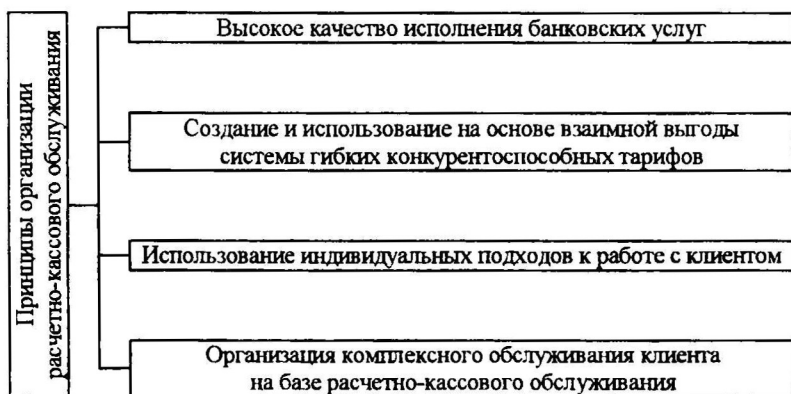 Принципы организации
расчетно-кассового обслуживания
Высокое качество исполнения банковских услуг
Создание и использование на основе взаимной выгоды
системы гибких конкурентоспособных тарифов
Использование индивидуальных подходов к работе с клиентом
Организация комплексного обслуживания клиента
на базе расчетно-кассового обслуживания